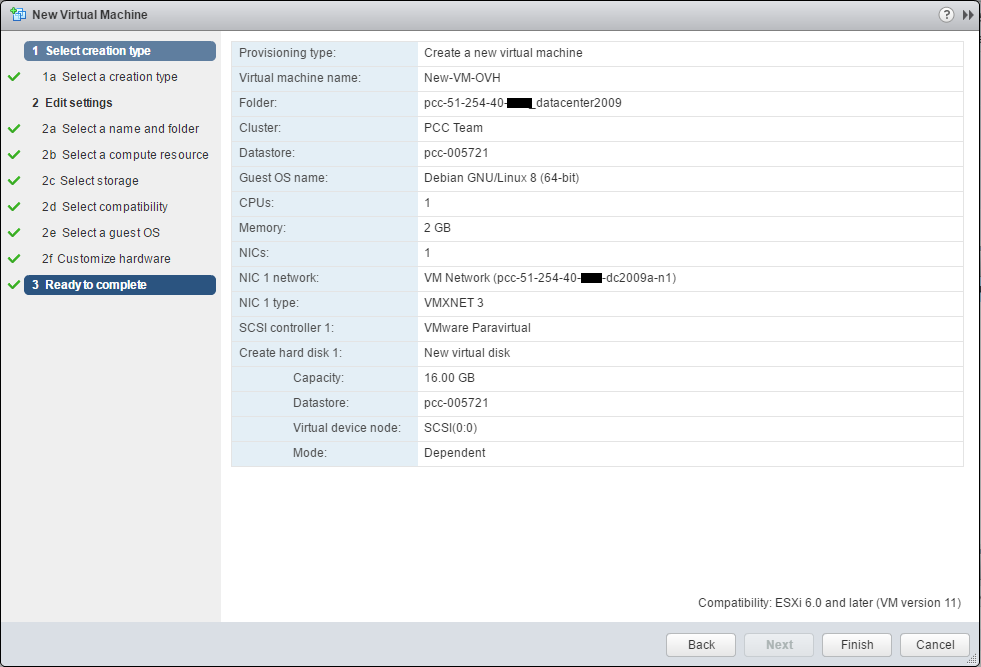 New Virtual Machine
?
1 Select creation type
1a Select a creation type
2 Edit settings
2a Select a name and folder
2b Select a compute resource
2c Select storage
2d Select compatibility
2e Select a guest OS
2f Customize hardware
3 Ready to complete
Provisioning type: Create a new virtual machine
Virtual machine name: New-VM-OVH
Folder: pcc-51-254-40- _datacenter2009
Cluster: PCC Team
Datastore: pcc-005721
Guest OS name: Debian GNU/Linux 8 (64-bit)
CPUs: 1
Memory: 2 GB
NICs: 1
NIC 1 network: VM Network (pcc-51-254-40- -dc2009a-n1)
NIC 1 type: VMXNET 3
SCSI controller 1: VMware Paravirtual
Create hard disk 1: New virtual disk
Capacity: 16.00 GB
Datastore: pcc-005721
Virtual device node: SCSI(0:0)
Mode: Dependent
Compatibility: ESXi 6.0 and later (VM version 11)
Back Next Finish Cancel